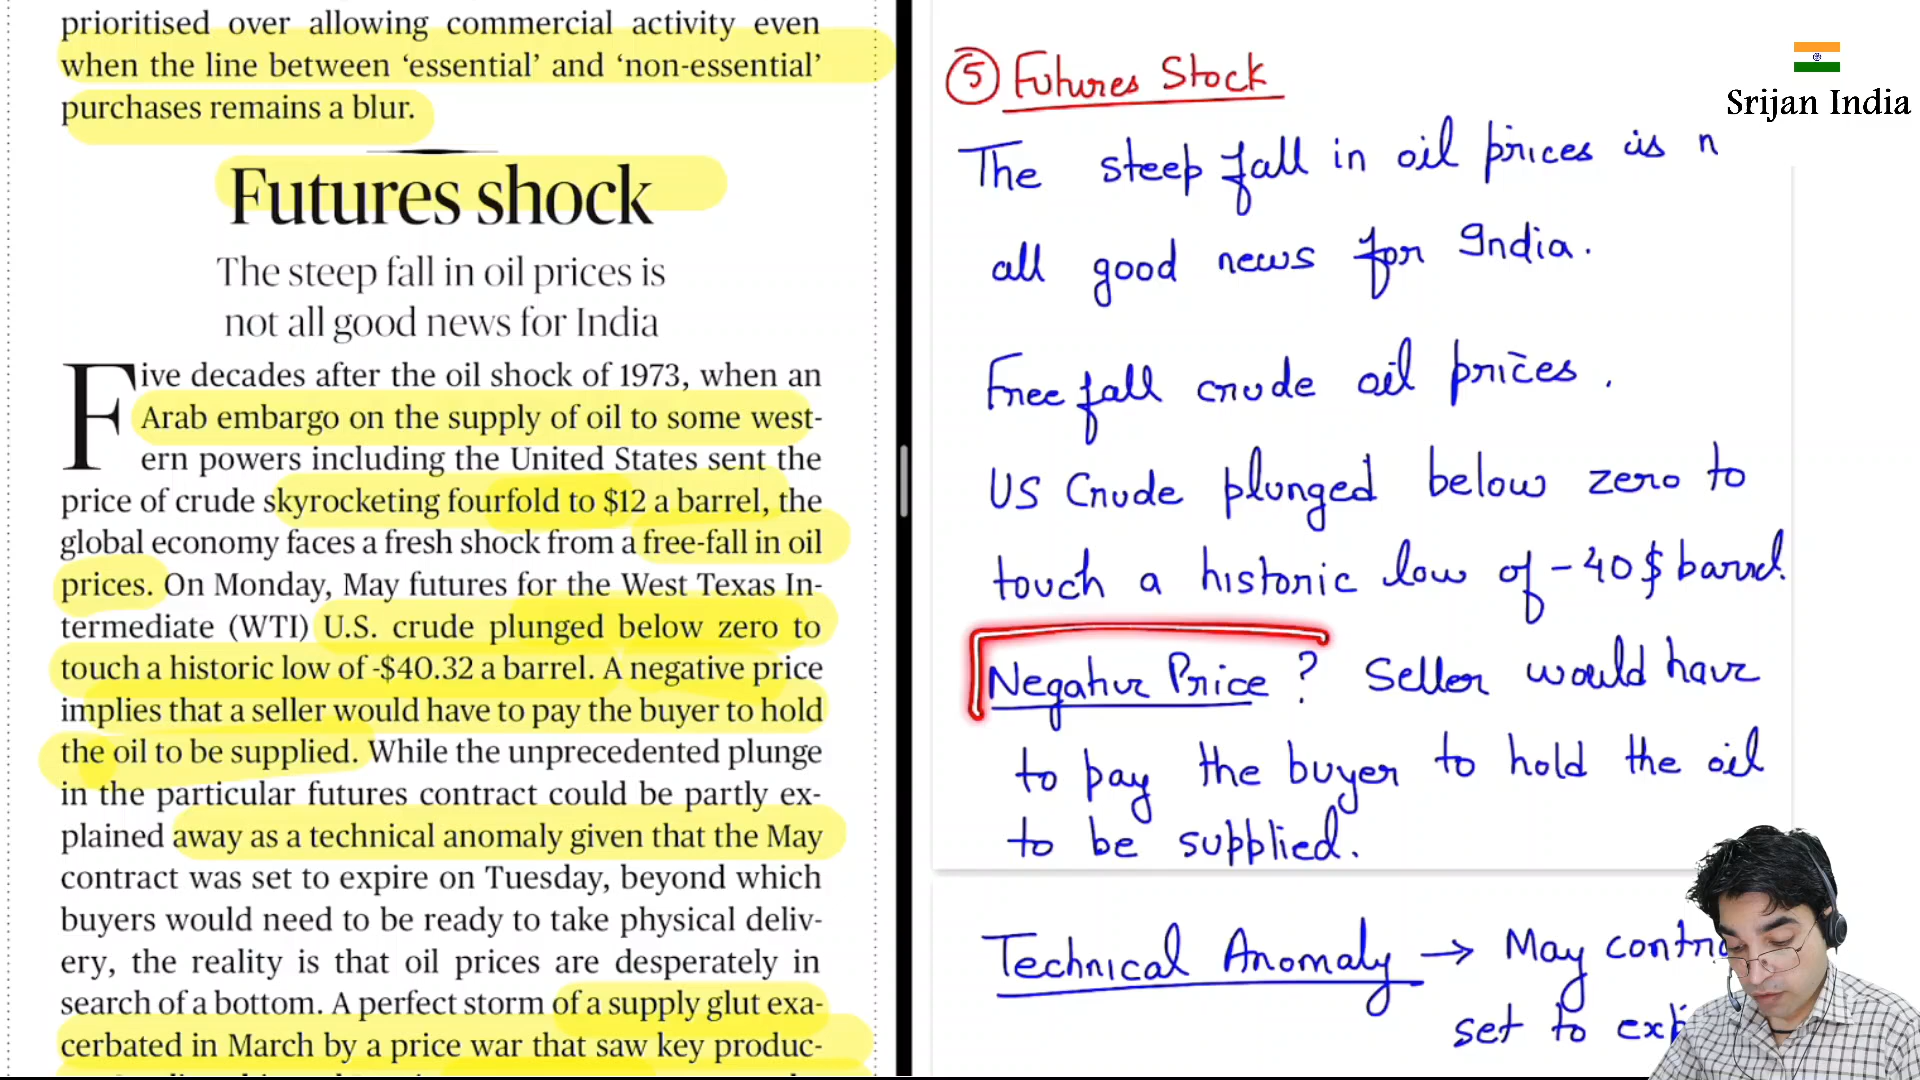 prioritised over allowing commercial activity even
when the line between ‘essential’ and ‘non-essential’
purchases remains a blur.
Futures shock
The steep fall in oil prices is
not all good news for India
Five decades after the oil shock of 1973, when an
Arab embargo on the supply of oil to some west-
ern powers including the United States sent the
price of crude skyrocketing fourfold to $12 a barrel, the
global economy faces a fresh shock from a free-fall in oil
prices. On Monday, May futures for the West Texas In-
termediate (WTI) U.S. crude plunged below zero to
touch a historic low of -$40.32 a barrel. A negative price
implies that a seller would have to pay the buyer to hold
the oil to be supplied. While the unprecedented plunge
in the particular futures contract could be partly ex-
plained away as a technical anomaly given that the May
contract was set to expire on Tuesday, beyond which
buyers would need to be ready to take physical deliv-
ery, the reality is that oil prices are desperately in
search of a bottom. A perfect storm of a supply glut exa-
cerbated in March by a price war that saw key produc-
⑤ Futures Stock
The steep fall in oil prices is n
all good news for India.
Free fall crude oil prices.
US Crude plunged below zero to
touch a historic low of -40$ barrel.
Negative Price? Seller would have
to pay the buyer to hold the oil
to be supplied.
Technical Anomaly → May contra
set to exp
Srijan India